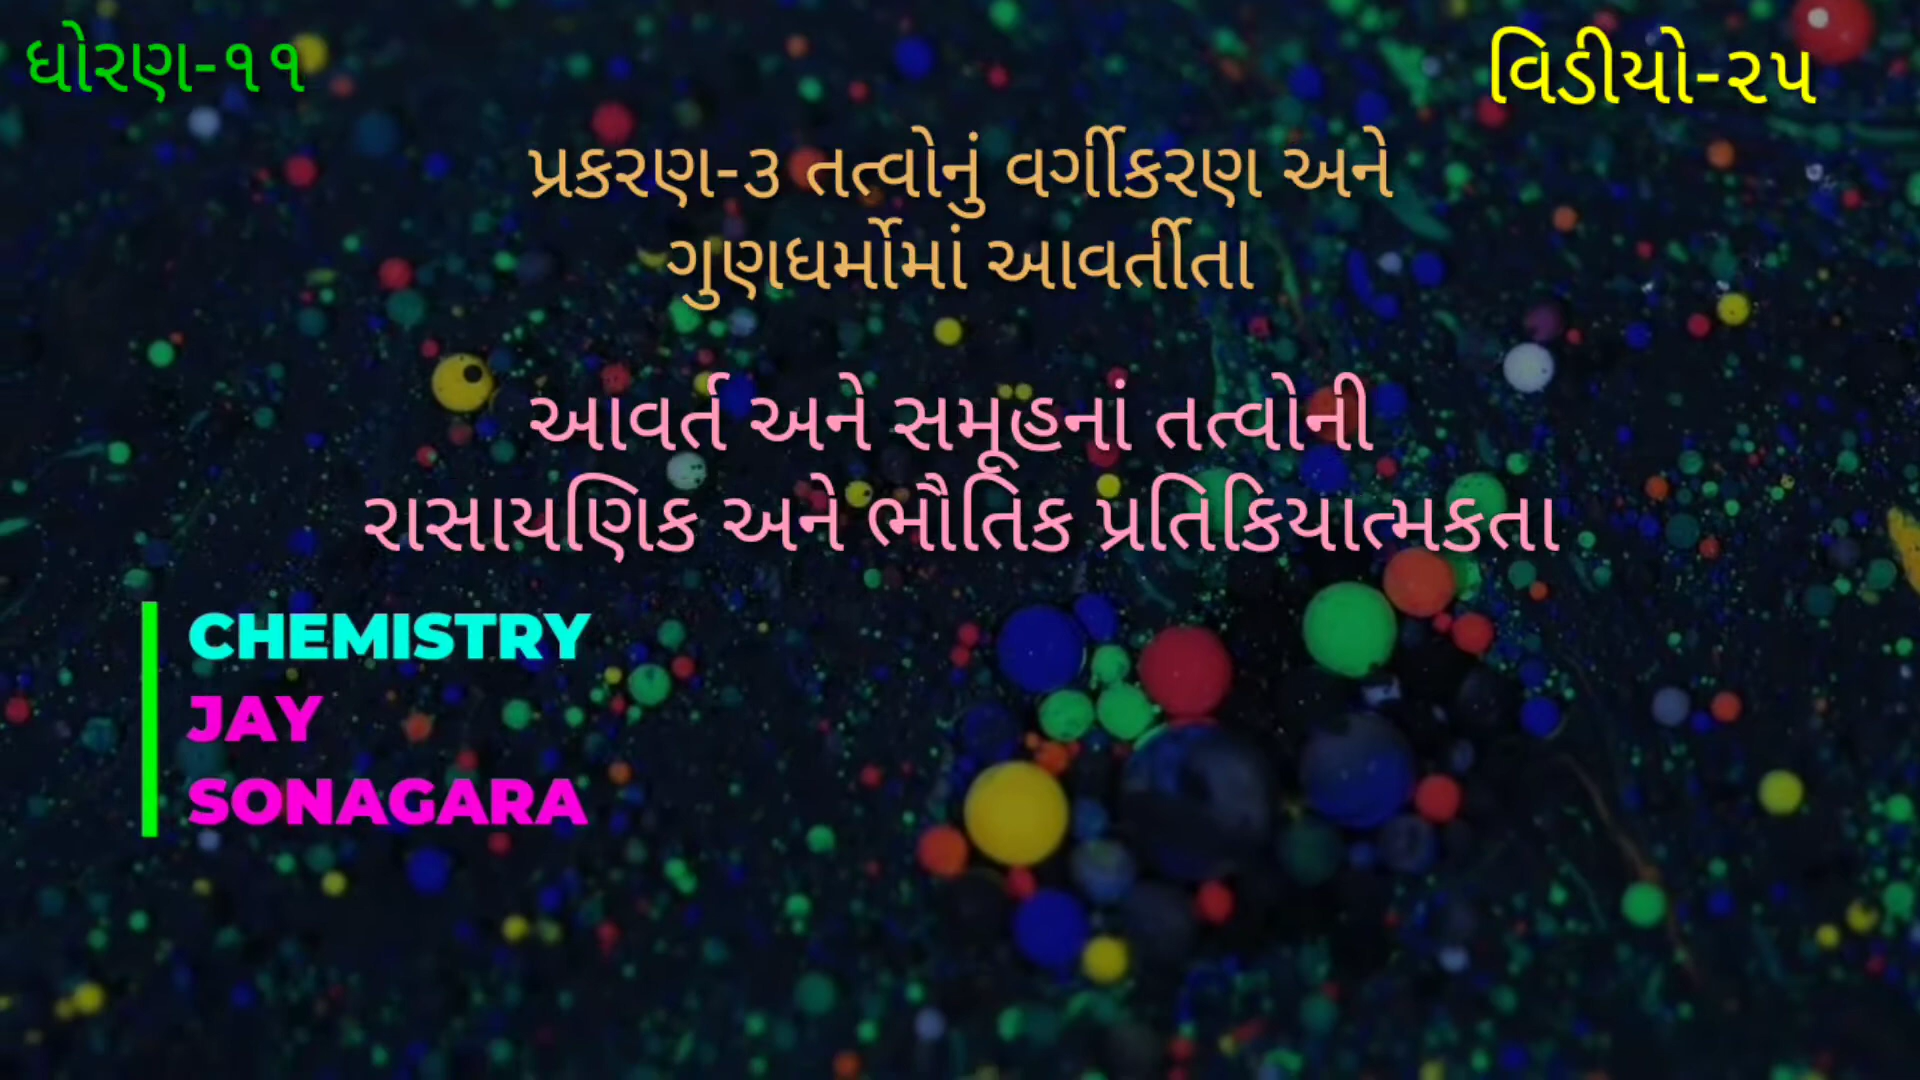 ધોરણ-૧૧
વિડીયો-૨૫
પ્રકરણ-૩ તત્વોનું વર્ગીકરણ અને
ગુણધર્મોમાં આવર્તીતા
આવર્ત અને સમૂહનાં તત્વોની
રાસાયણિક અને ભૌતિક પ્રતિકિયાત્મકતા
CHEMISTRY
JAY
SONAGARA